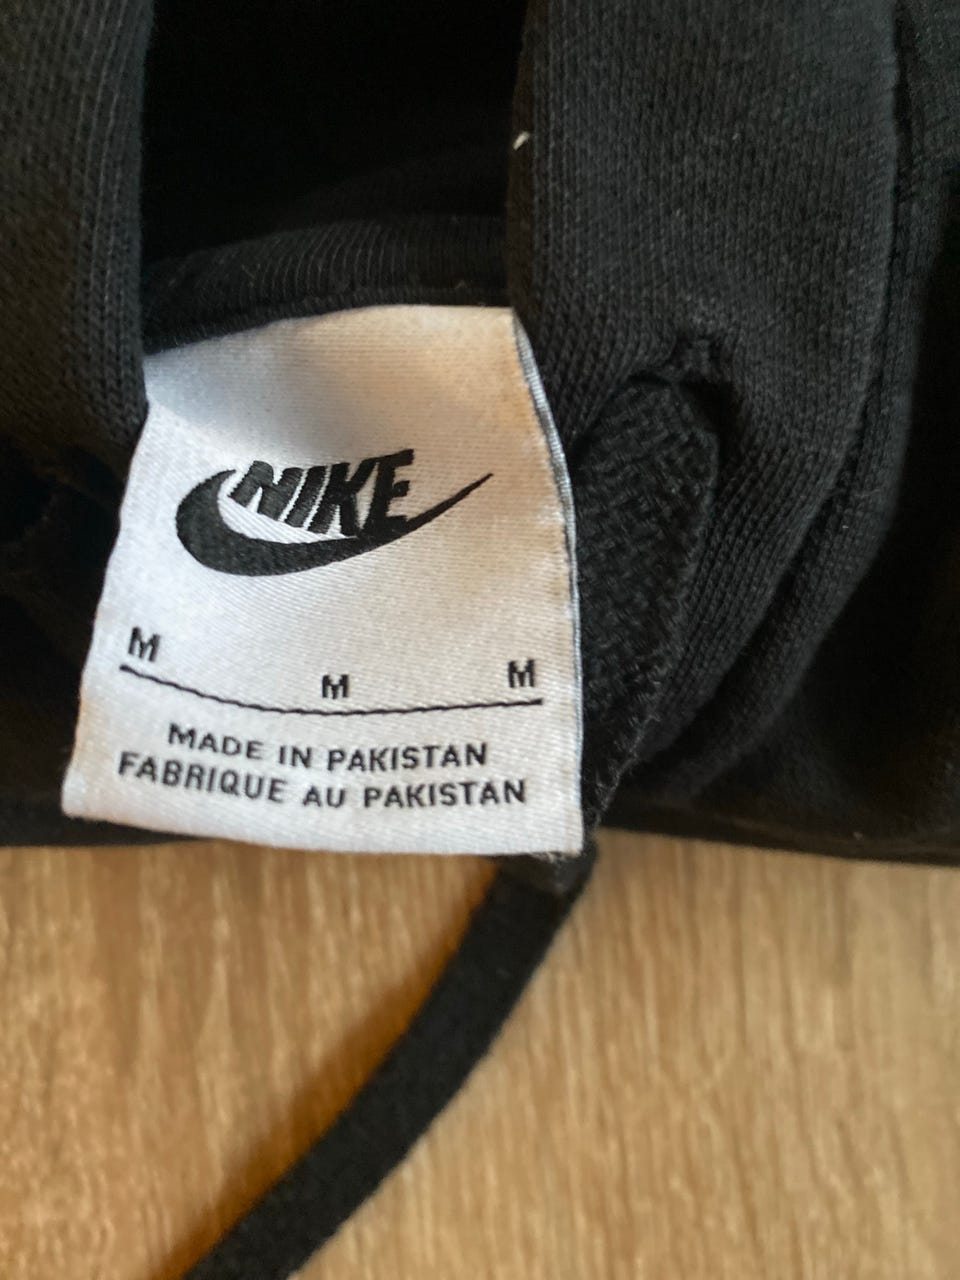 NIKE
M M M
MADE IN PAKISTAN
FABRIQUE AU PAKISTAN